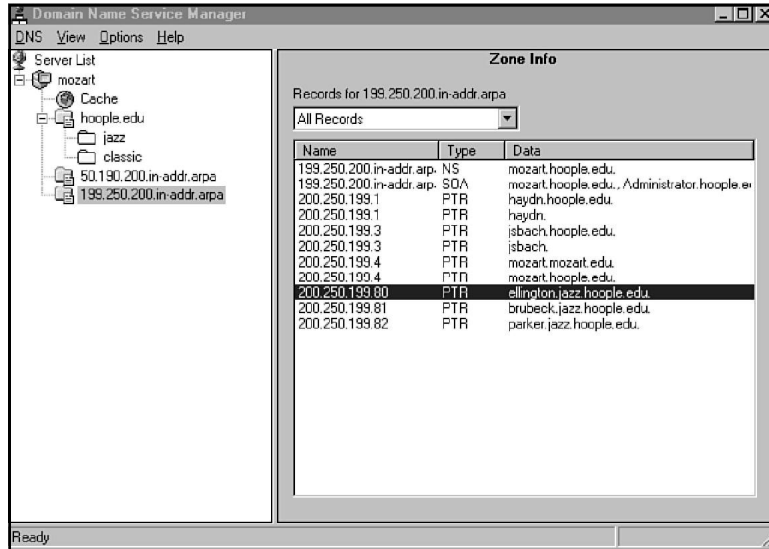 Domain Name Service Manager
DNS View Options Help
Server List
mozart
Cache
hoople.edu
jazz
classic
50.190.200.in-addr.arpa
199.250.200.in-addr.arpa
Zone Info
Records for 199.250.200.in-addr.arpa
All Records
Name Type Data
199.250.200.in-addr.arp. NS mozart.hoople.edu.
199.250.200.in-addr.arp. SOA mozart.hoople.edu., Administrator.hoople.e
200.250.199.1 PTR haydn.hoople.edu.
200.250.199.1 PTR haydn.
200.250.199.3 PTR jsbach.hoople.edu.
200.250.199.3 PTR jsbach.
200.250.199.4 PTR mozart.mozart.edu.
200.250.199.4 PTR mozart.hoople.edu.
200.250.199.80 PTR ellington.jazz.hoople.edu.
200.250.199.81 PTR brubeck.jazz.hoople.edu.
200.250.199.82 PTR parker.jazz.hoople.edu.
Ready